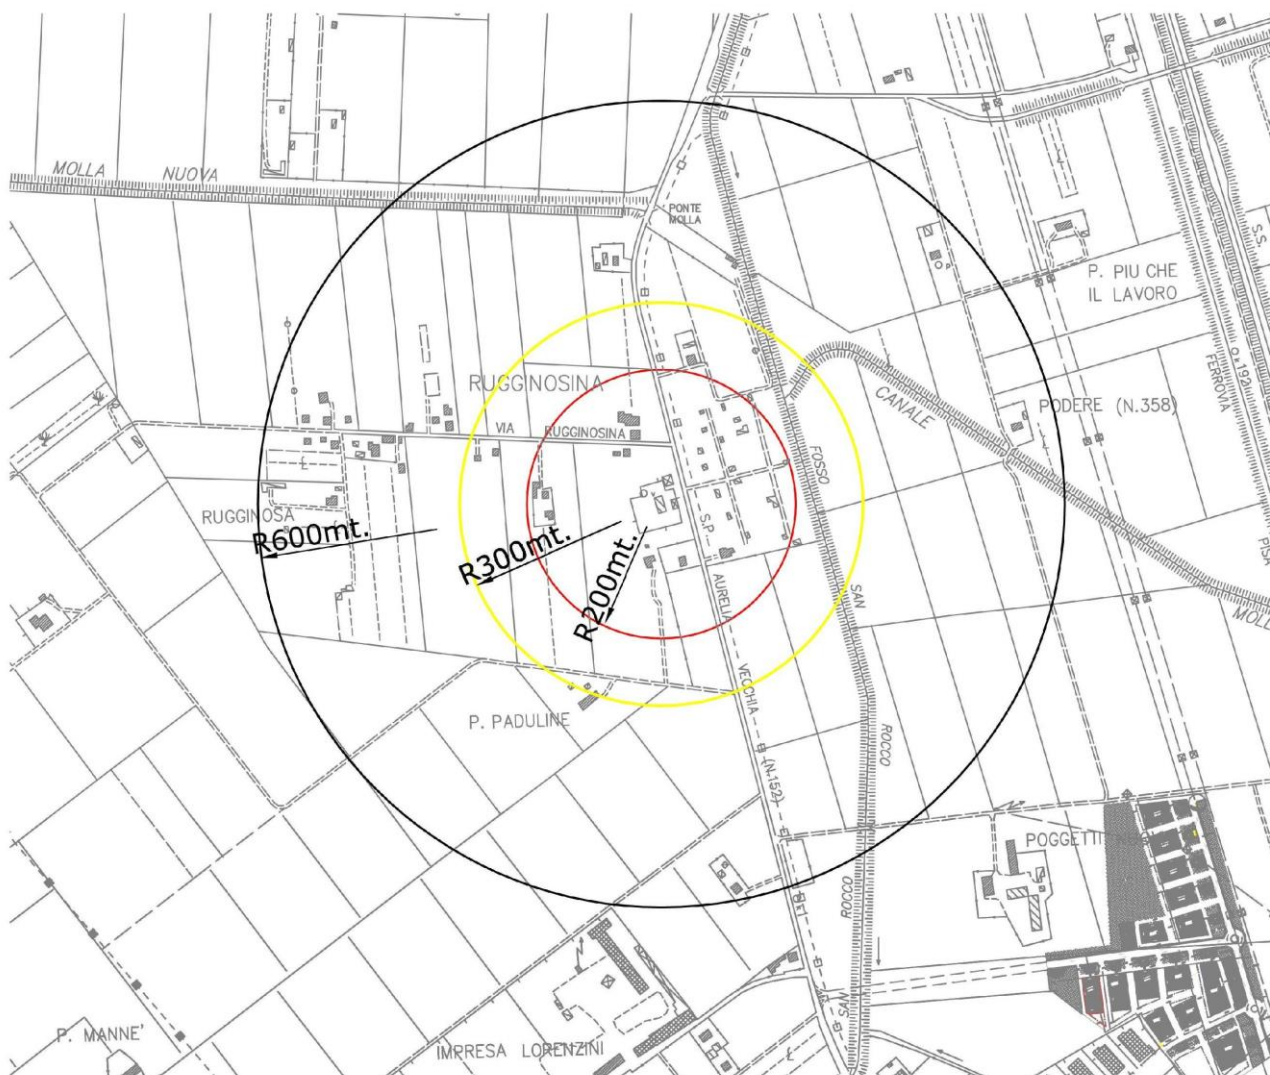 MOLLA NUOVA
PONTE
MOLLA
S.S.
P. PIU CHE
IL LAVORO
FERROVIA
RUGGINOSINA
CANALE
PODERE (N.358)
VIA RUGGINOSINA
FOSSO
RUGGINOSA
S.P.
R600mt.
R300mt.
R200mt.
PISA
AURELIA
SAN
VECCHIA
P. PADULINE
ROCCO
(N.152)
POGGETTI
ROCCO
SAN
P. MANNE'
IMPRESA LORENZINI